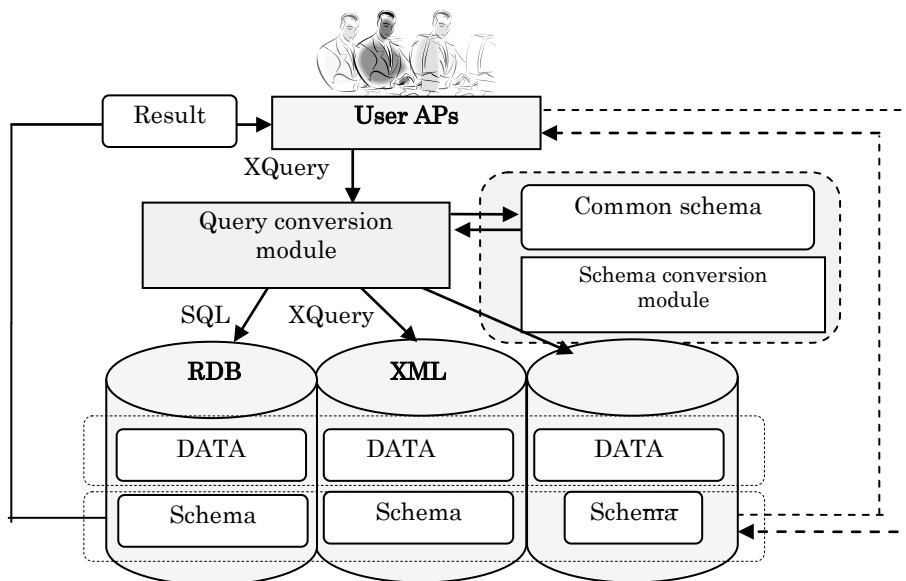 Result
User APs
XQuery
Common schema
Query conversion
module
Schema conversion
module
SQL
XQuery
RDB
XML
DATA
DATA
DATA
Schema
Schema
Schema